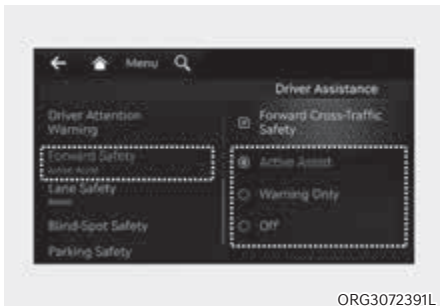 Menu
Driver Assistance
Driver Attention
Warning
Forward Safety
Active Assist
Lane Safety
Blind-Spot Safety
Parking Safety
Forward Cross-Traffic
Safety
Active Assist
Warning Only
Off
ORG3072391L